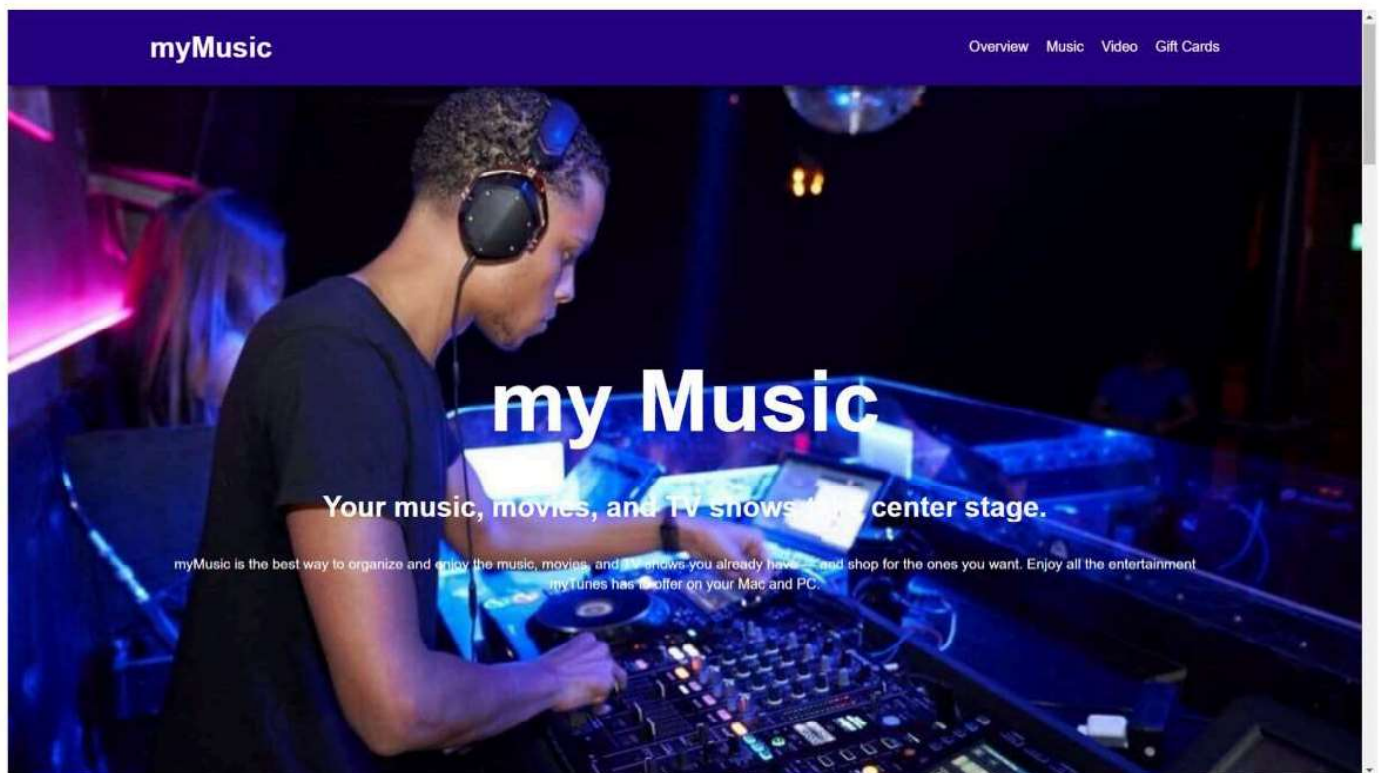 myMusic
Overview Music Video Gift Cards
my Music
Your music, movies, and TV shows take center stage.
myMusic is the best way to organize and enjoy the music, movies, and TV shows you already have — and shop for the ones you want. Enjoy all the entertainment
myTunes has to offer on your Mac and PC.